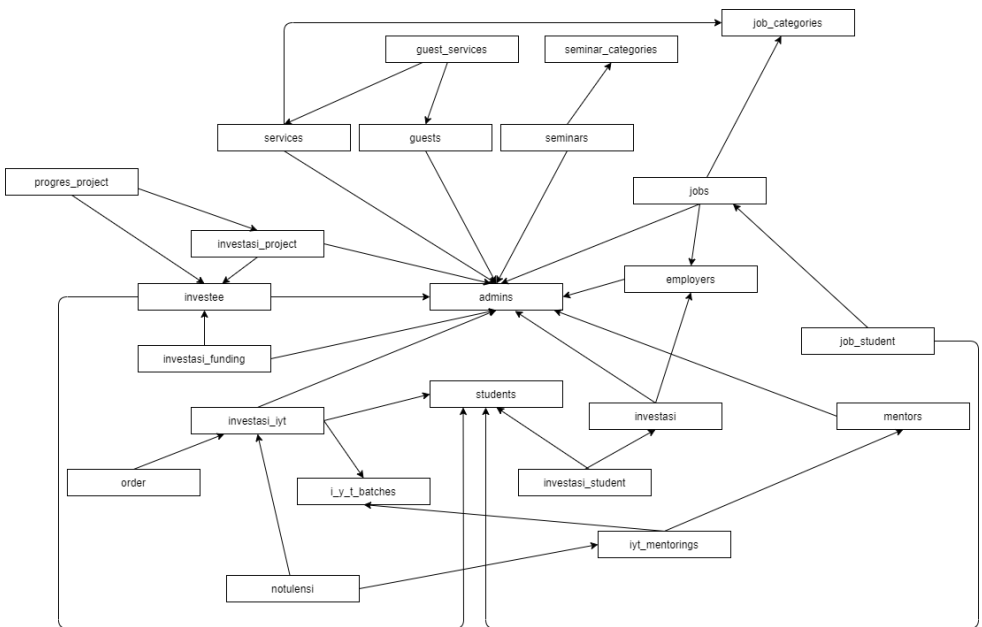 job_categories
guest_services
seminar_categories
services
guests
seminars
progres_project
jobs
investasi_project
employers
investee
admins
job_student
investasi_funding
students
investasi_iyt
investasi
mentors
order
i_y_t_batches
investasi_student
iyt_mentorings
notulensi